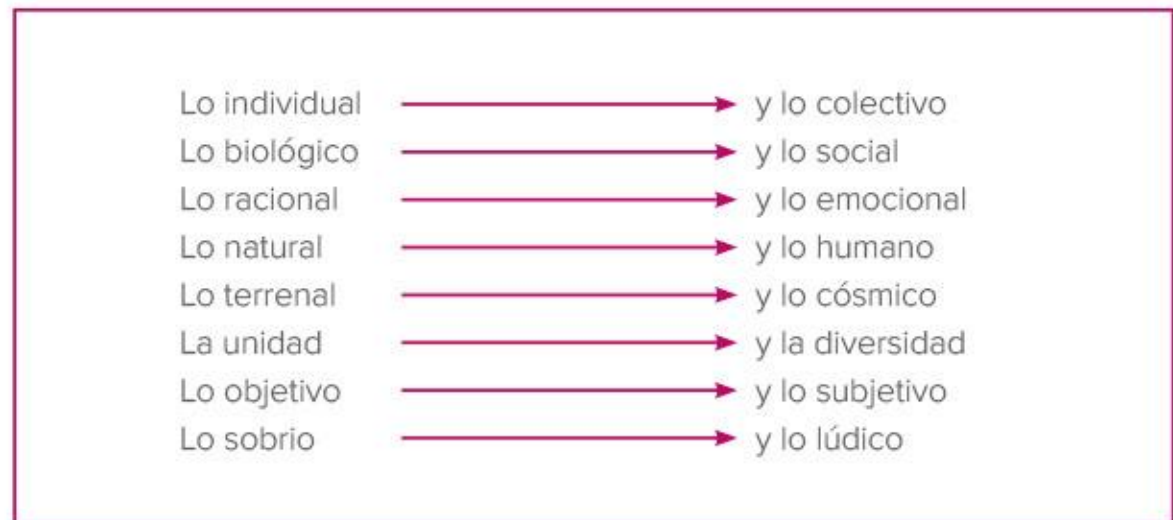 Lo individual y lo colectivo
Lo biológico y lo social
Lo racional y lo emocional
Lo natural y lo humano
Lo terrenal y lo cósmico
La unidad y la diversidad
Lo objetivo y lo subjetivo
Lo sobrio y lo lúdico